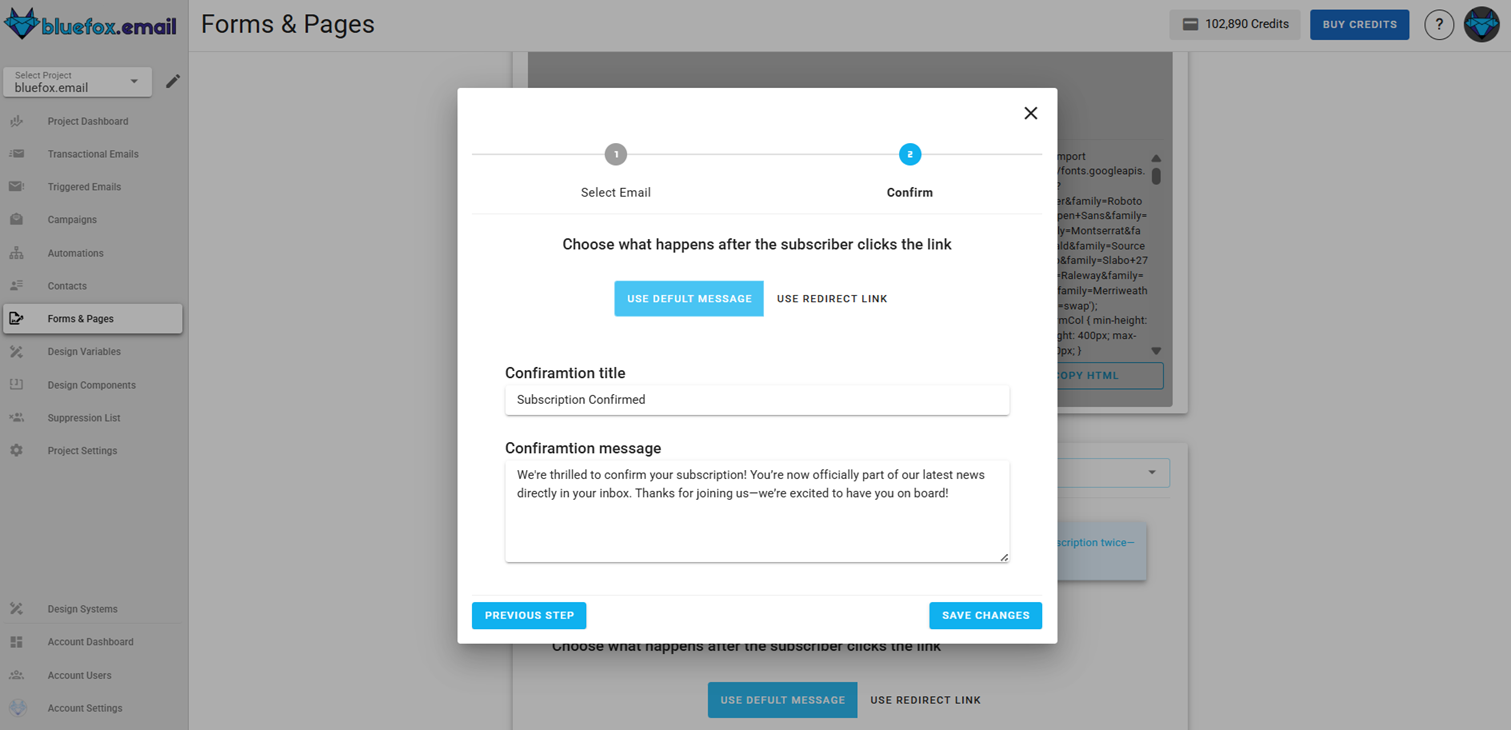 bluefox.email
Forms & Pages
102,890 Credits
BUY CREDITS
?
Select Project
bluefox.email
Project Dashboard
Transactional Emails
Triggered Emails
Campaigns
Automations
Contacts
Forms & Pages
Design Variables
Design Components
Suppression List
Project Settings
Design Systems
Account Dashboard
Account Users
Account Settings
1
2
Select Email
Confirm
Choose what happens after the subscriber clicks the link
USE DEFULT MESSAGE
USE REDIRECT LINK
Confiramtion title
Subscription Confirmed
Confiramtion message
We're thrilled to confirm your subscription! You're now officially part of our latest news
directly in your inbox. Thanks for joining us—we're excited to have you on board!
PREVIOUS STEP
SAVE CHANGES
mport
/fonts.googleapis.
?
er&family=Roboto
pen+Sans&family=
ly=Montserrat&fa
ald&family=Source
&family=Slabo+27
=Raleway&family=
family=Merriweath
=swap');
rmCol { min-height:
ight: 400px; max-
0px; }
OPY HTML
scription twice—
Choose what happens after the subscriber clicks the link
USE DEFULT MESSAGE
USE REDIRECT LINK